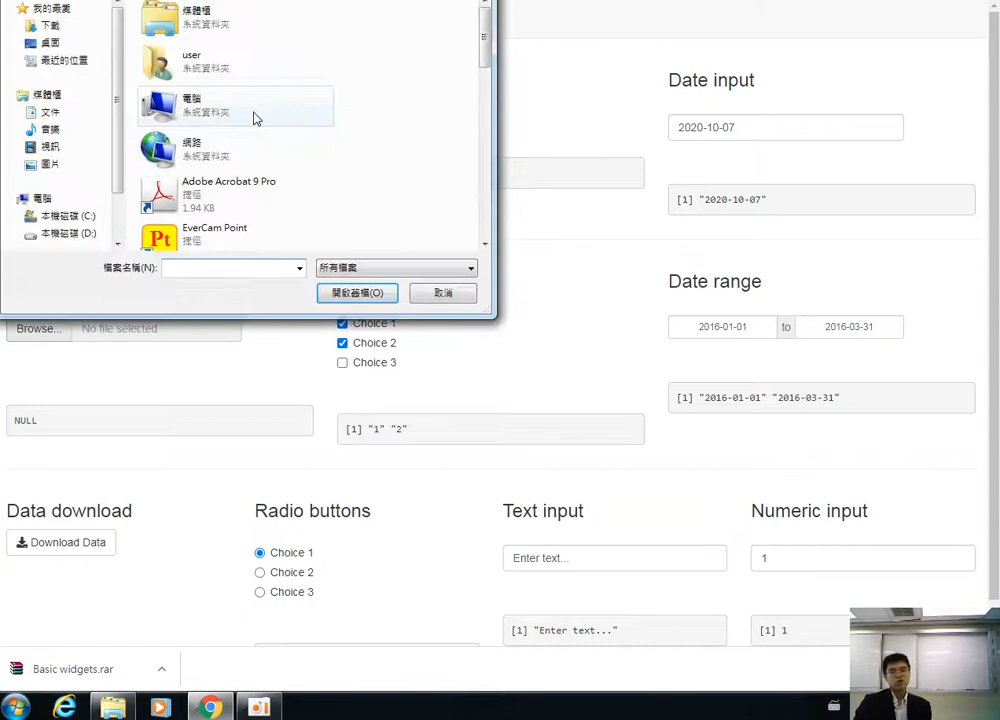 我的最愛
下載
桌面
最近的位置
媒體櫃
文件
音樂
視訊
圖片
電腦
本機磁碟 (C:)
本機磁碟 (D:)
媒體櫃
系統資料夾
user
系統資料夾
電腦
系統資料夾
網路
系統資料夾
Adobe Acrobat 9 Pro
捷徑
1.94 KB
EverCam Point
捷徑
Pt
檔案名稱(N):
所有檔案
開啟舊檔(O)
取消
Date input
2020-10-07
[1] "2020-10-07"
Date range
2016-01-01 to 2016-03-31
[1] "2016-01-01" "2016-03-31"
Browse... No file selected
NULL
Choice 1
Choice 2
Choice 3
[1] "1" "2"
Data download
Download Data
Radio buttons
Choice 1
Choice 2
Choice 3
Text input
Enter text...
[1] "Enter text..."
Numeric input
1
[1] 1
Basic widgets.rar